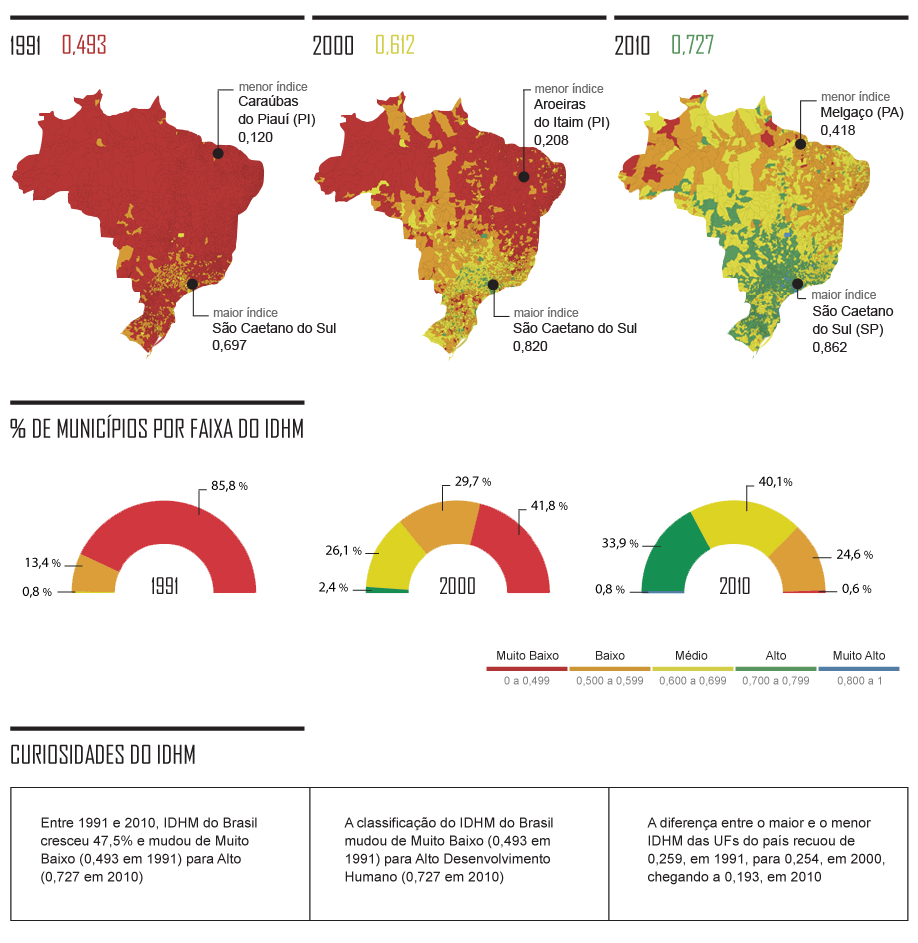 1991 0,493
menor índice
Caraúbas
do Piauí (PI)
0,120
maior índice
São Caetano do Sul
0,697
2000 0,612
menor índice
Aroeiras
do Itaim (PI)
0,208
maior índice
São Caetano do Sul
0,820
2010 0,727
menor índice
Melgaço (PA)
0,418
maior índice
São Caetano
do Sul (SP)
0,862
% DE MUNICÍPIOS POR FAIXA DO IDHM
85,8 %
13,4 %
0,8 %
1991
29,7 %
41,8 %
26,1 %
2,4 %
2000
40,1%
33,9 %
24,6 %
0,8 %
0,6 %
2010
Muito Baixo Baixo Médio Alto Muito Alto
0 a 0,499 0,500 a 0,599 0,600 a 0,699 0,700 a 0,799 0,800 a 1
CURIOSIDADES DO IDHM
Entre 1991 e 2010, IDHM do Brasil
cresceu 47,5% e mudou de Muito
Baixo (0,493 em 1991) para Alto
(0,727 em 2010)
A classificação do IDHM do Brasil
mudou de Muito Baixo (0,493 em
1991) para Alto Desenvolvimento
Humano (0,727 em 2010)
A diferença entre o maior e o menor
IDHM das UFs do país recuou de
0,259, em 1991, para 0,254, em 2000,
chegando a 0,193, em 2010